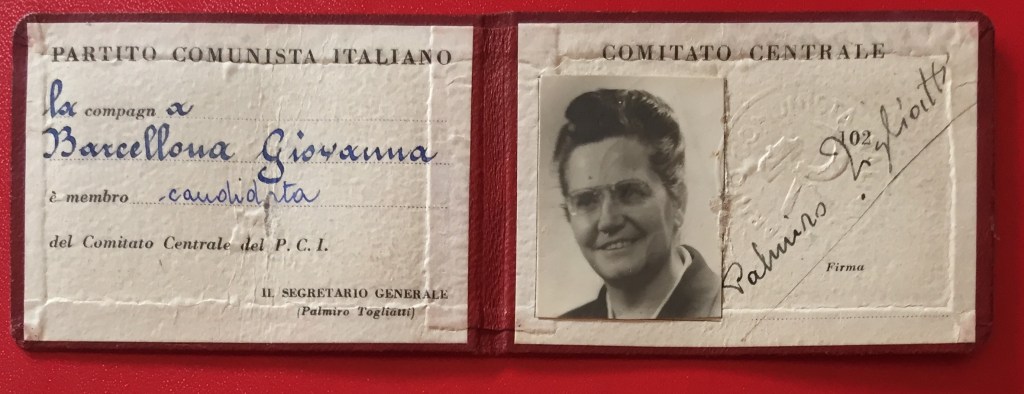 PARTITO COMUNISTA ITALIANO
la compagna
Barcellona Giovanna
è membro candidata
del Comitato Centrale del P. C. I.
IL SEGRETARIO GENERALE
(Palmiro Togliatti)
COMITATO CENTRALE
102
Palmiro Togliatti
Firma